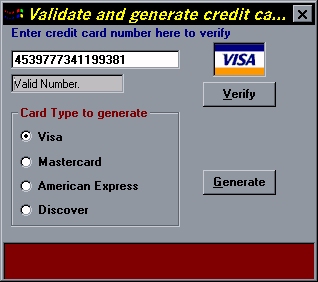 Validate and generate credit ca...
Enter credit card number here to verify
4539777341199381
VISA
Valid Number.
Verify
Card Type to generate
Visa
Mastercard
American Express
Generate
Discover